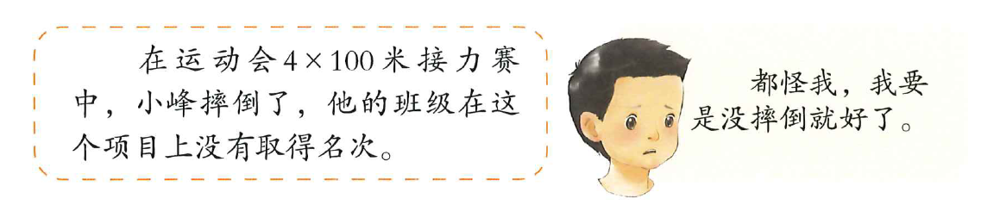 在运动会4×100米接力赛
中，小峰摔倒了，他的班级在这
个项目上没有取得名次。
都怪我，我要
是没摔倒就好了。